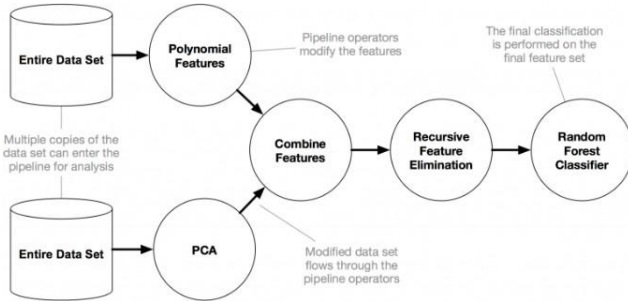 Entire Data Set
Polynomial
Features
Pipeline operators
modify the features
The final classification
is performed on the
final feature set
Multiple copies of the
data set can enter the
pipeline for analysis
Combine
Features
Recursive
Feature
Elimination
Random
Forest
Classifier
Entire Data Set
PCA
Modified data set
flows through the
pipeline operators